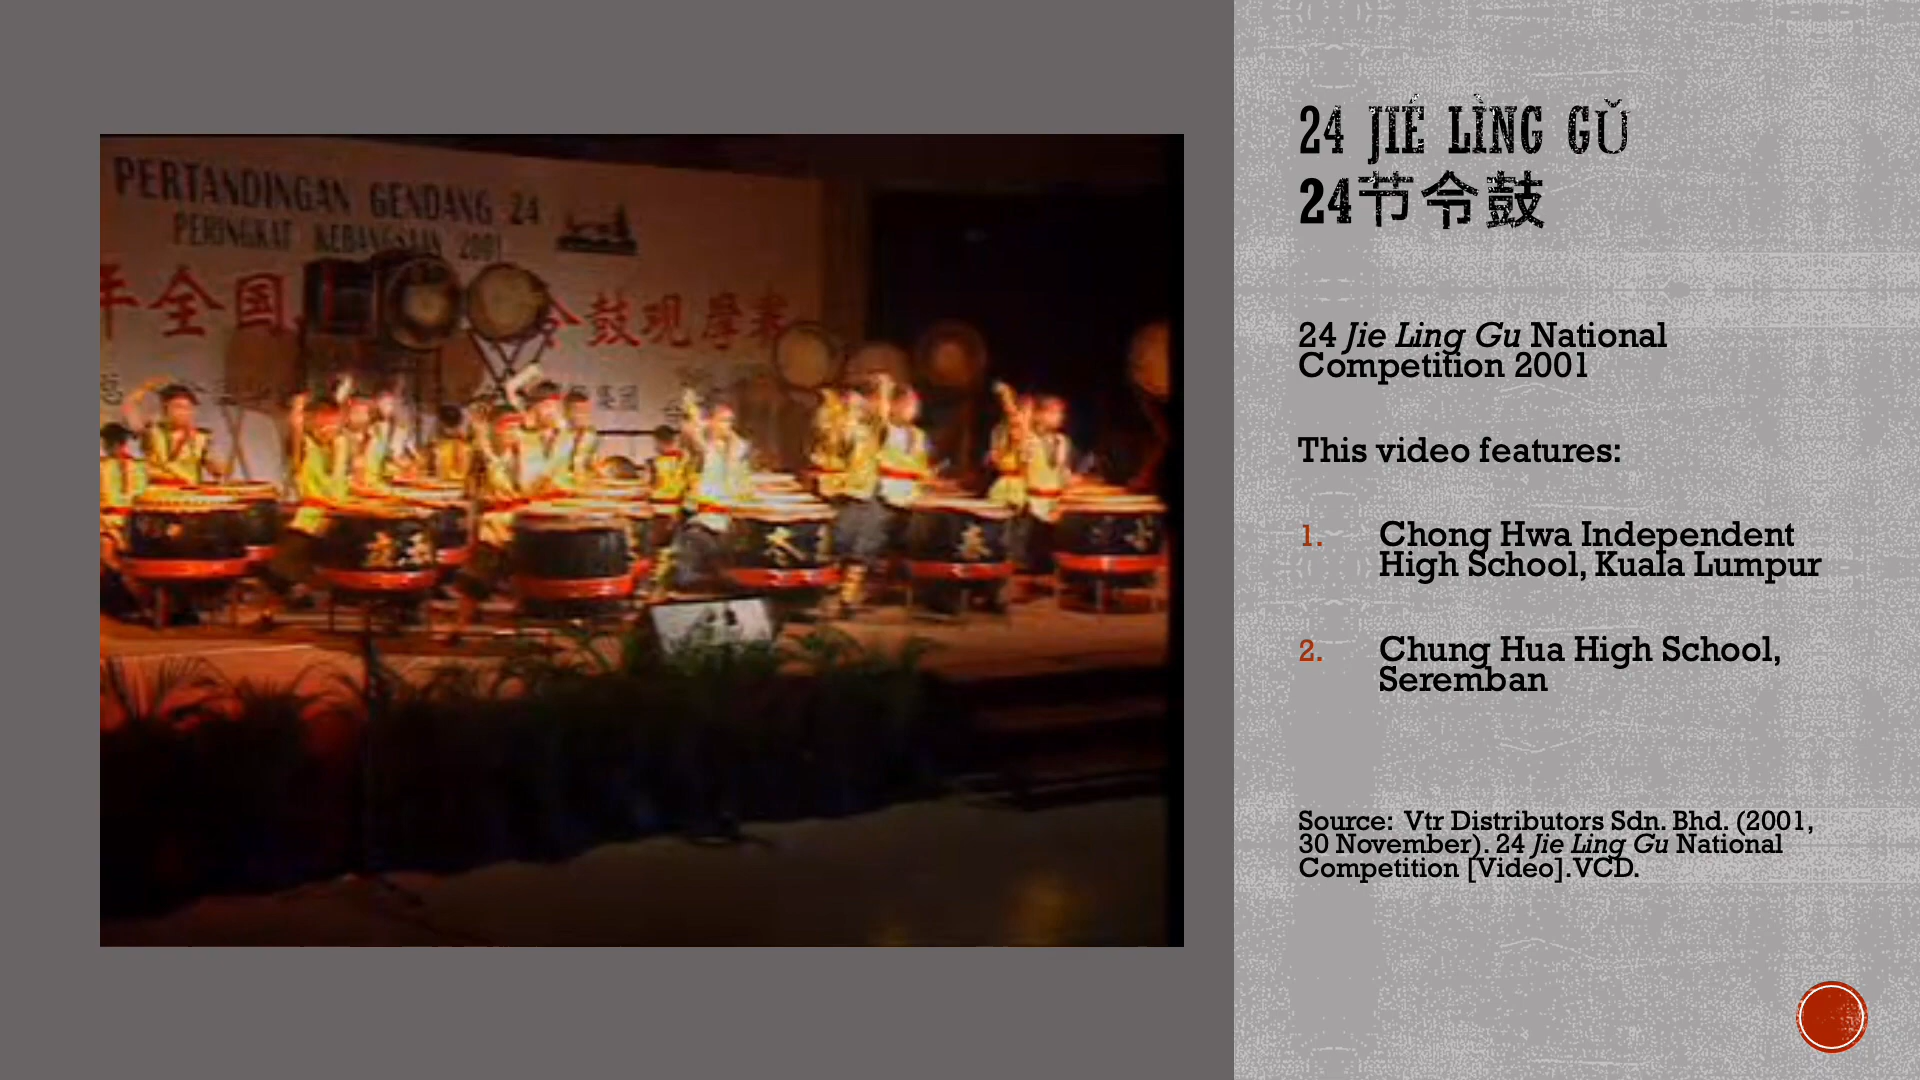 PERTANDINGAN GENDANG 24
PERINGKAT KEBANGSAAN 2001
年全国
令鼓观摩赛
24 JIÉ LÌNG GǓ
24节令鼓
24 Jie Ling Gu National
Competition 2001
This video features:
1. Chong Hwa Independent
High School, Kuala Lumpur
2. Chung Hua High School,
Seremban
Source: Vtr Distributors Sdn. Bhd. (2001,
30 November). 24 Jie Ling Gu National
Competition [Video].VCD.